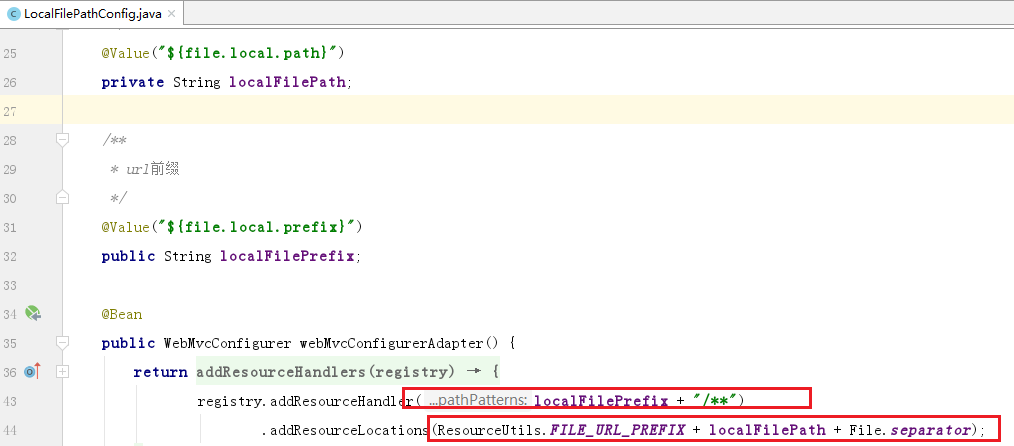 LocalFilePathConfig.java
25 @Value("${file.local.path}")
26 private String localFilePath;
27
28 /**
29 * url前缀
30 */
31 @Value("${file.local.prefix}")
32 public String localFilePrefix;
33
34 @Bean
35 public WebMvcConfigurer webMvcConfigurerAdapter() {
36 return addResourceHandlers(registry) → {
43 registry.addResourceHandler( ...pathPatterns: localFilePrefix + "/**")
44 .addResourceLocations(ResourceUtils.FILE_URL_PREFIX + localFilePath + File.separator);